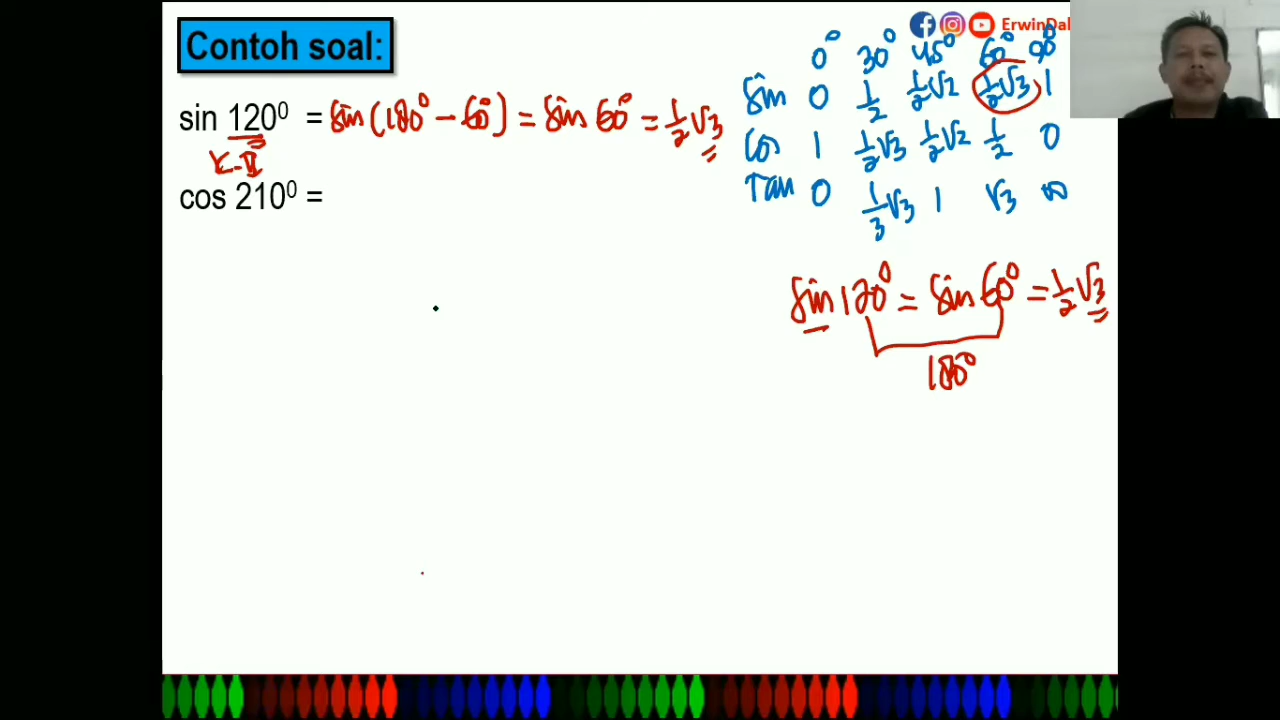 Contoh soal:
ErwinDal
0° 30° 45° 60° 90°
sin 0 1/2 1/2√2 1/2√3 1
Cos 1 1/2√3 1/2√2 1/2 0
Tan 0 1/3√3 1 √3 ∞
sin 120⁰ = sin(180° - 60°) = sin 60° = 1/2√3
K-II
cos 210⁰ =
sin 120° = sin 60° = 1/2√3
180°